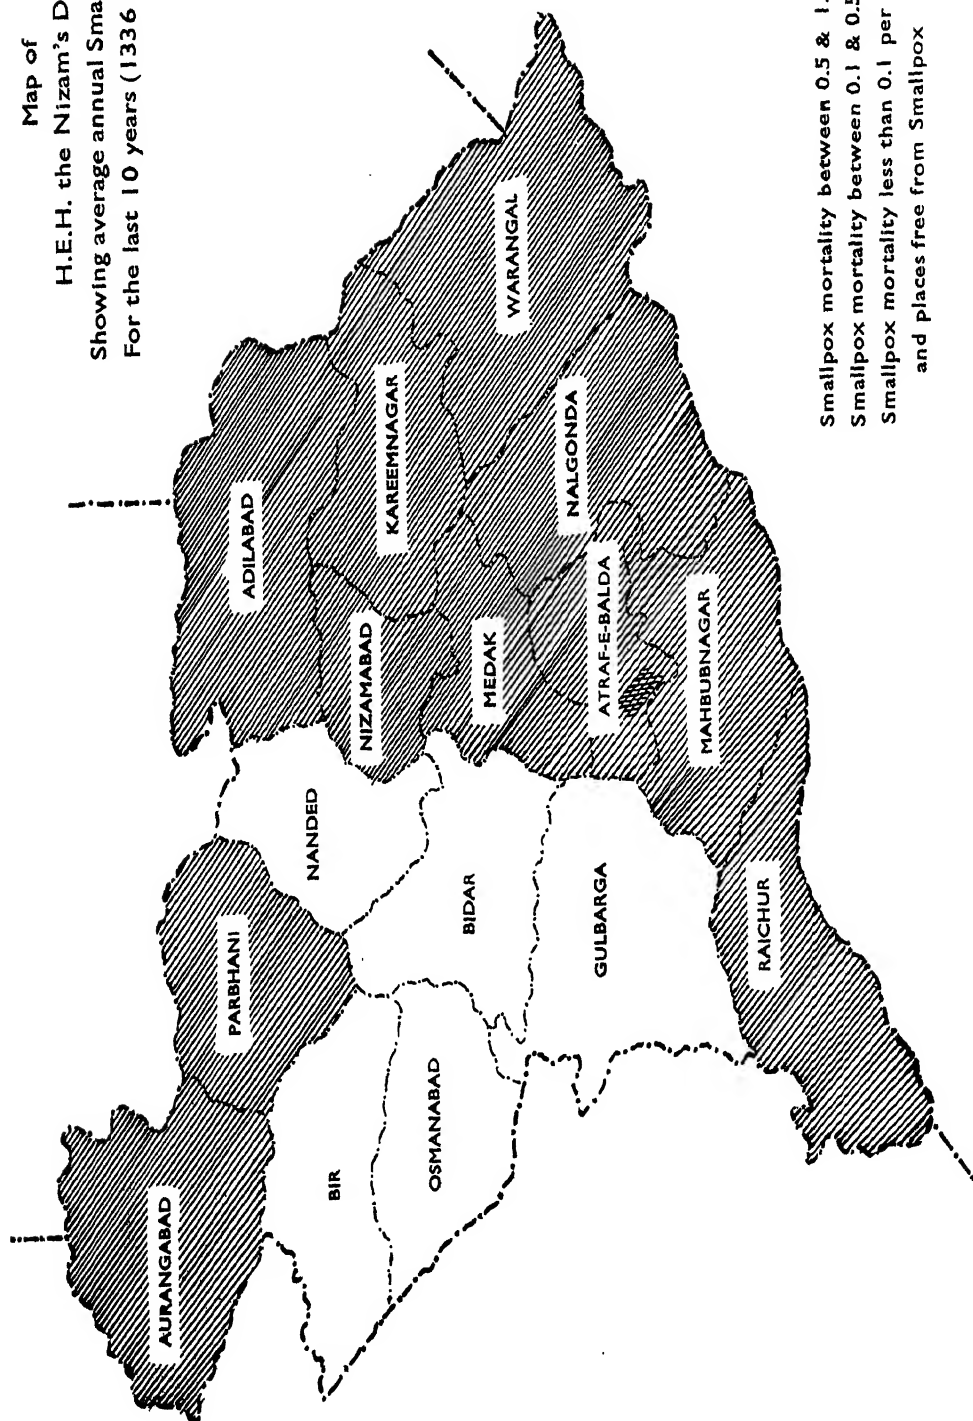 Map of
H.E.H. the Nizam's
Showing average annual
For the last 10 years (1336
ADILABAD
KAREEMNAGAR
WARANGAL
NIZAMABAD
MEDAK
NALGONDA
ATRAF-E-BALDA
MAHBUBNAGAR
NANDED
PARBHANI
BIDAR
GULBARGA
RAICHUR
AURANGABAD
BIR
OSMANABAD
Smallpox mortality between 0.5 & 1.
Smallpox mortality between 0.1 & 0.5
Smallpox mortality less than 0.1 per
and places free from Smallpox